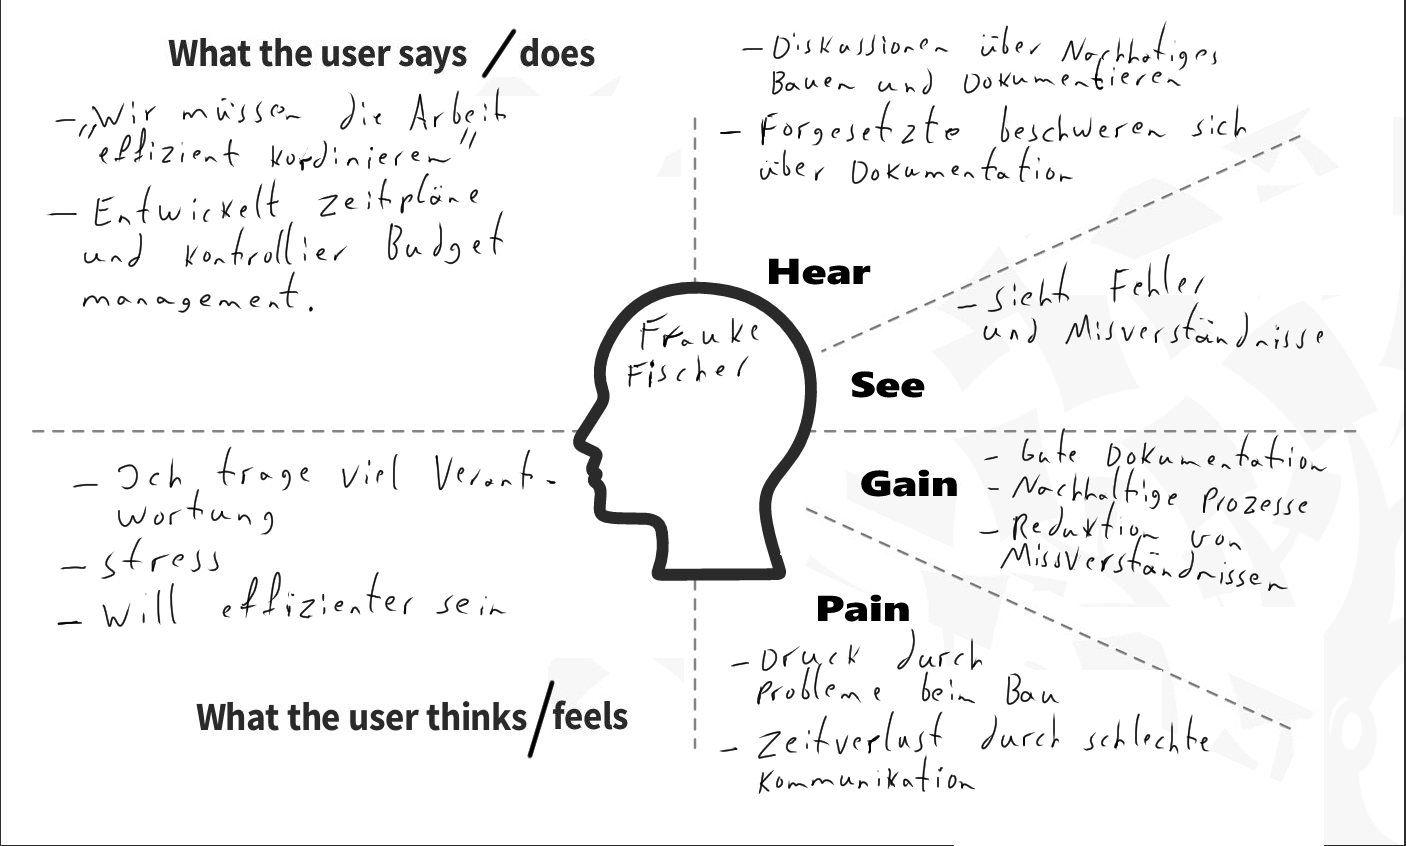 What the user says / does
- „Wir müssen die Arbeit
effizient kordinieren"
- Entwickelt Zeitpläne
und kontrollier Budget
management.
- Diskussionen über Nachhatiges
Bauen und Dokumentieren
- Forgesetzte beschweren sich
über Dokumentation
Hear
- sieht Fehler
und Misverständnisse
See
Frauke
Fischer
- Ich trage viel Verant-
wortung
- stress
- Will effizienter sein
What the user thinks/feels
Gain
- Gute Dokumentation
- Nachhaltige Prozesse
- Reduktion von
Missverständnissen
Pain
- Druck durch
Probleme beim Bau
- Zeitverlust durch schlechte
Kommunikation